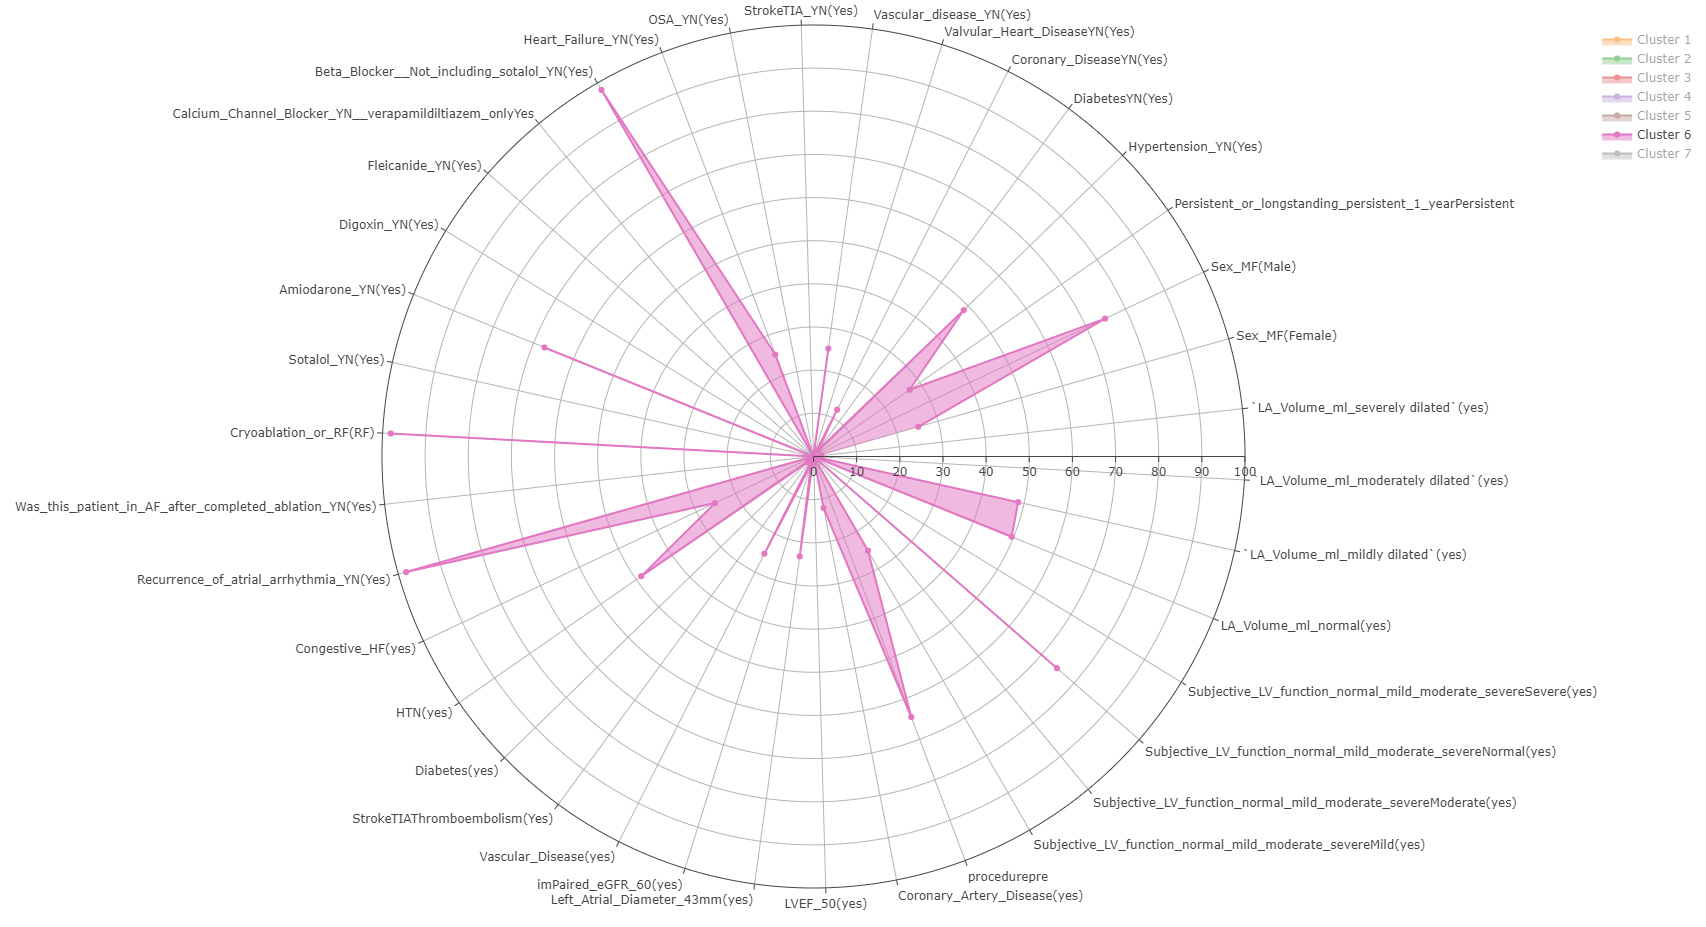 StrokeTIA_YN(Yes)
Vascular_disease_YN(Yes)
Valvular_Heart_DiseaseYN(Yes)
Coronary_DiseaseYN(Yes)
DiabetesYN(Yes)
Hypertension_YN(Yes)
Persistent_or_longstanding_persistent_1_yearPersistent
Sex_MF(Male)
Sex_MF(Female)
`LA_Volume_ml_severely dilated`(yes)
LA_Volume_ml_moderately dilated`(yes)
`LA_Volume_ml_mildly dilated`(yes)
LA_Volume_ml_normal(yes)
Subjective_LV_function_normal_mild_moderate_severeSevere(yes)
Subjective_LV_function_normal_mild_moderate_severeNormal(yes)
Subjective_LV_function_normal_mild_moderate_severeModerate(yes)
Subjective_LV_function_normal_mild_moderate_severeMild(yes)
procedurepre
Coronary_Artery_Disease(yes)
LVEF_50(yes)
Left_Atrial_Diameter_43mm(yes)
imPaired_eGFR_60(yes)
Vascular_Disease(yes)
StrokeTIAThromboembolism(Yes)
Diabetes(yes)
HTN(yes)
Congestive_HF(yes)
Recurrence_of_atrial_arrhythmia_YN(Yes)
Was_this_patient_in_AF_after_completed_ablation_YN(Yes)
Cryoablation_or_RF(RF)
Sotalol_YN(Yes)
Amiodarone_YN(Yes)
Digoxin_YN(Yes)
Fleicanide_YN(Yes)
Calcium_Channel_Blocker_YN__verapamildiltiazem_onlyYes
Beta_Blocker__Not_including_sotalol_YN(Yes)
Heart_Failure_YN(Yes)
OSA_YN(Yes)
0 10 20 30 40 50 60 70 80 90 100
Cluster 1
Cluster 2
Cluster 3
Cluster 4
Cluster 5
Cluster 6
Cluster 7